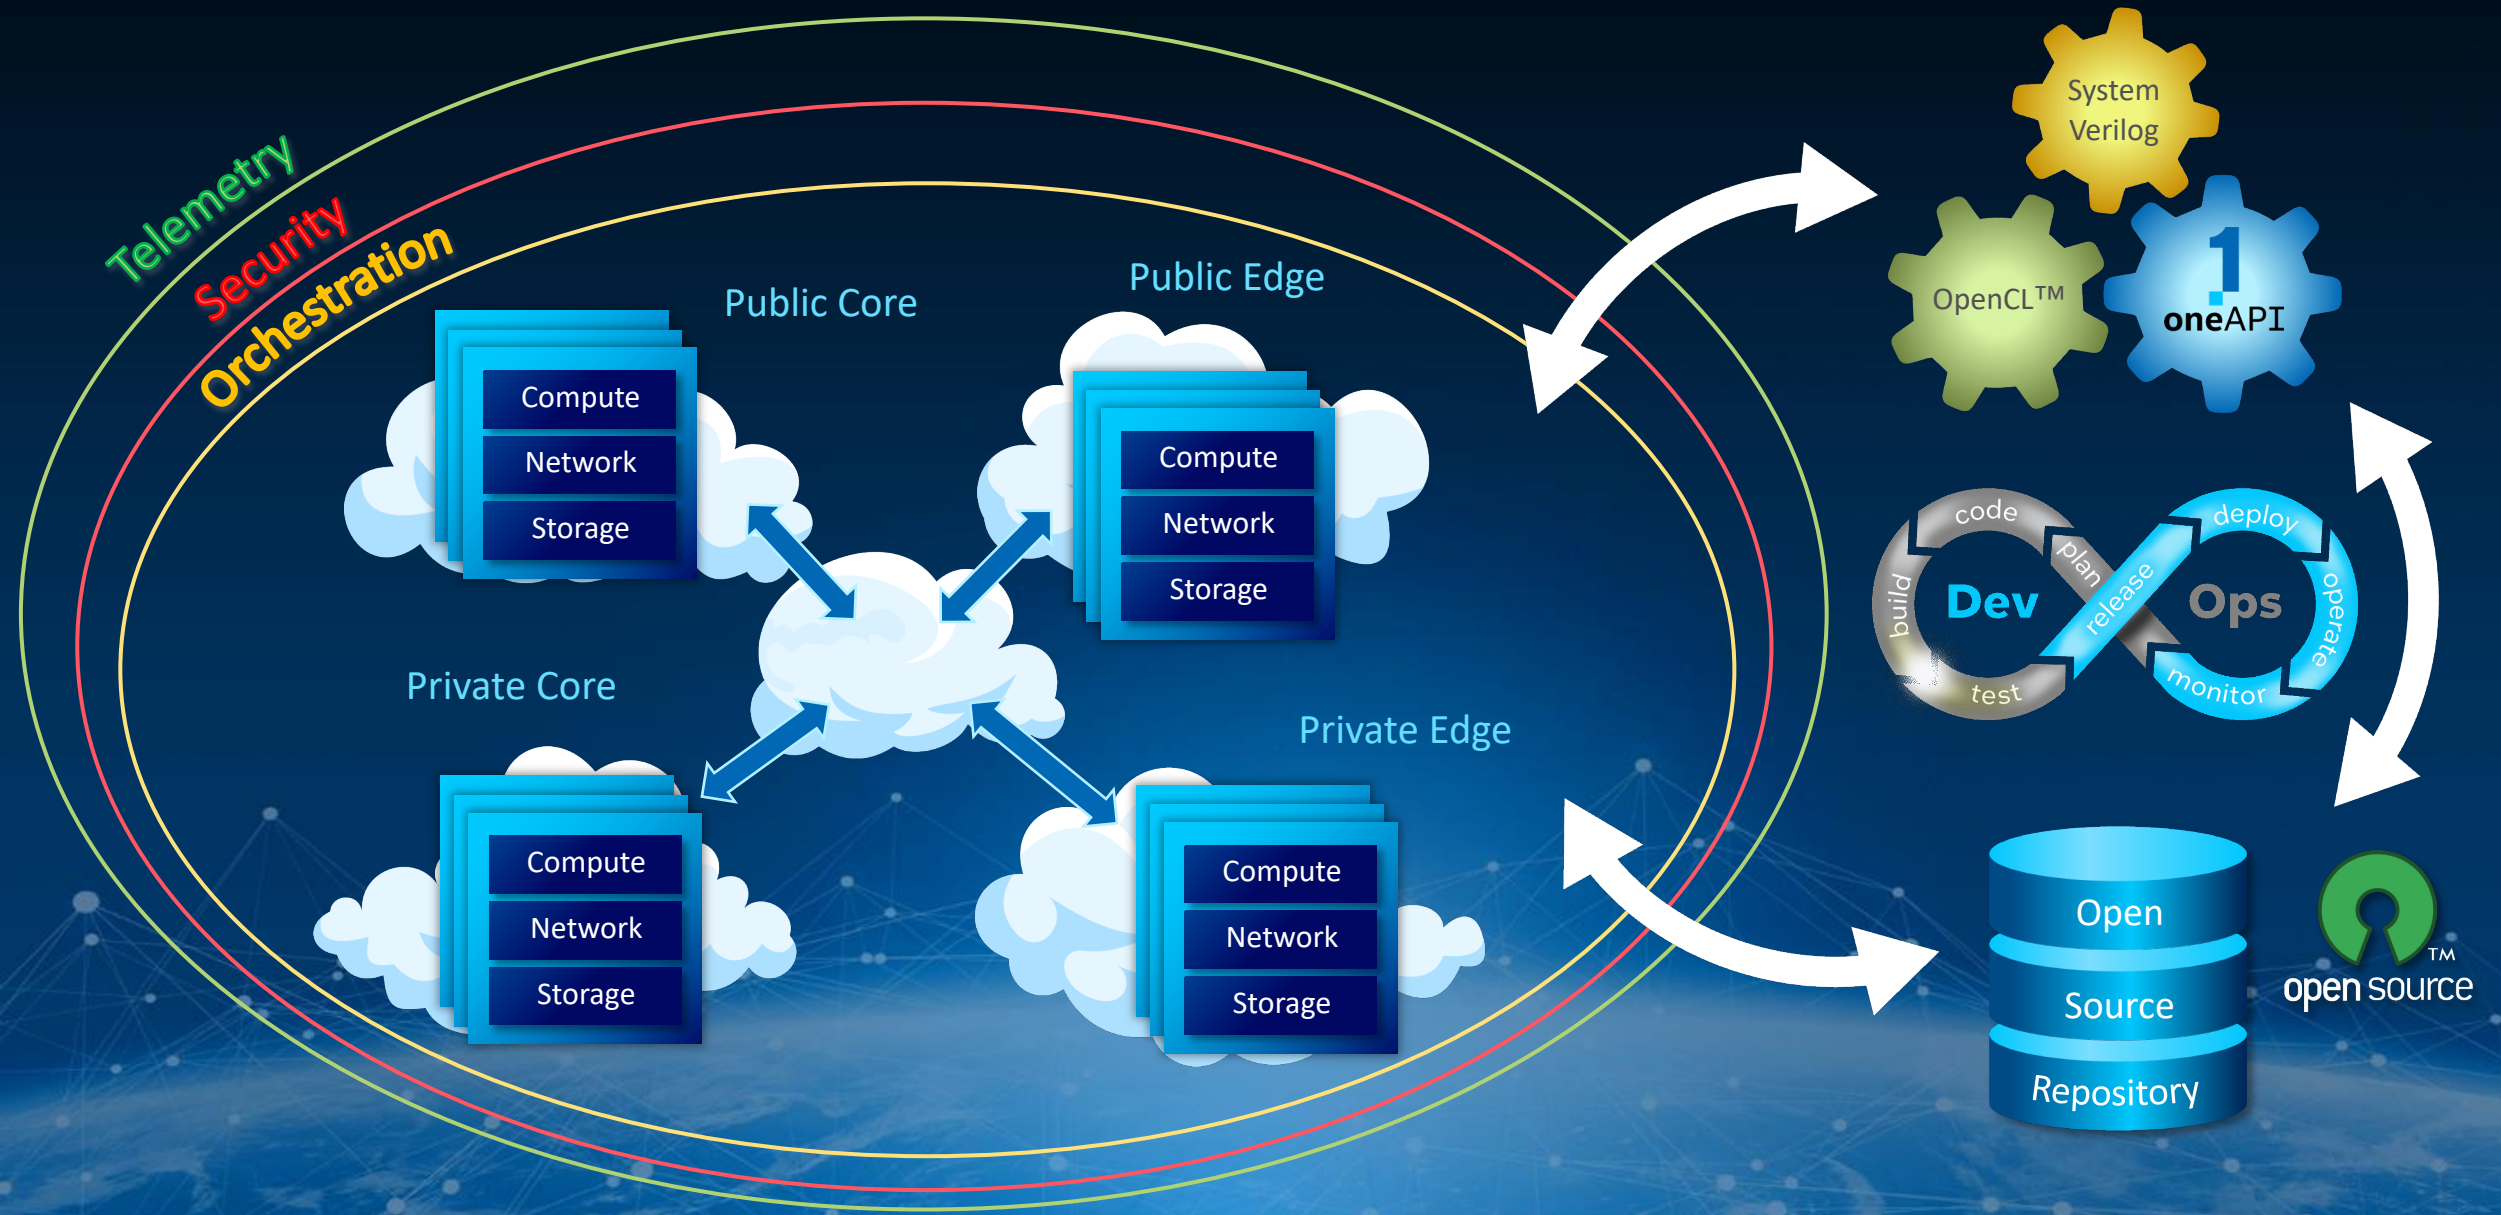 Telemetry
Security
Orchestration
Public Core
Compute
Network
Storage
Public Edge
Compute
Network
Storage
Private Core
Compute
Network
Storage
Private Edge
Compute
Network
Storage
System
Verilog
OpenCL™
1
oneAPI
Dev
Ops
plan
code
build
test
release
deploy
operate
monitor
Open
Source
Repository
TM
open source